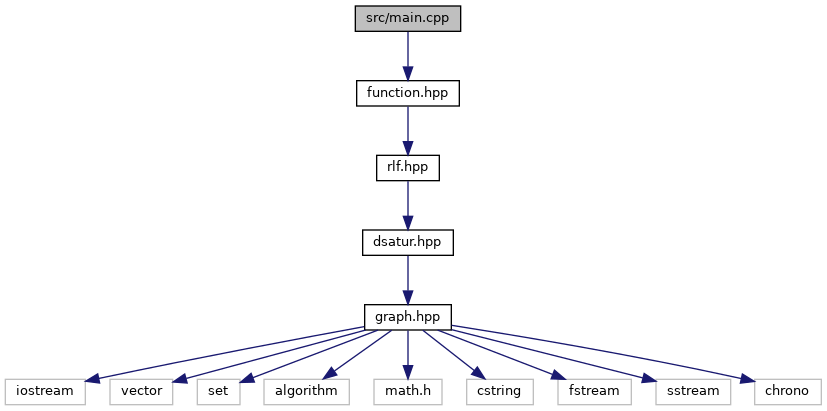 src/main.cpp
function.hpp
rlf.hpp
dsatur.hpp
graph.hpp
iostream vector set algorithm math.h cstring fstream sstream chrono